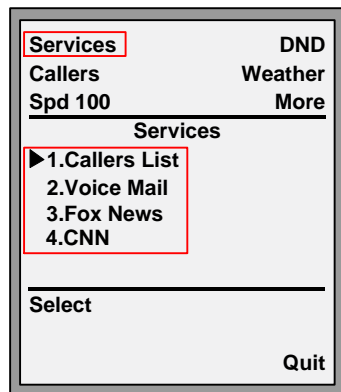 Services DND
Callers Weather
Spd 100 More
Services
1.Callers List
2.Voice Mail
3.Fox News
4.CNN
Select
Quit